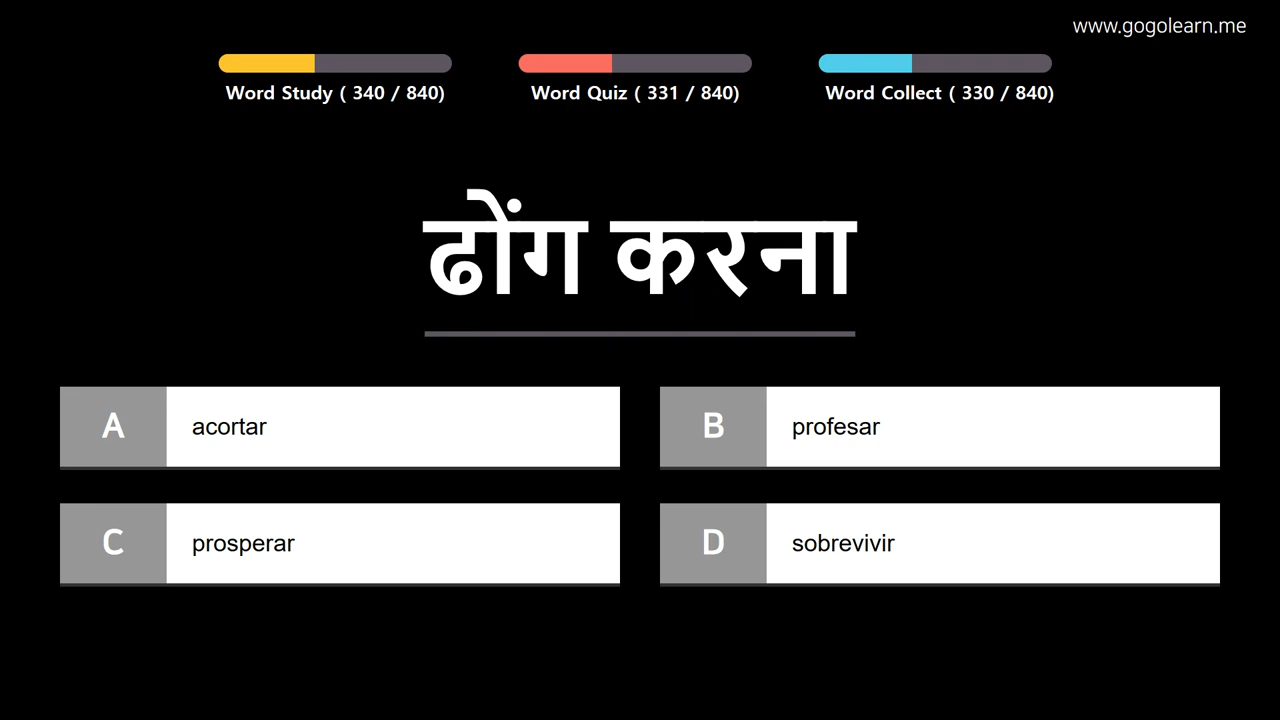 www.gogolearn.me
Word Study ( 340 / 840)
Word Quiz ( 331 / 840)
Word Collect ( 330 / 840)
ढोंग करना
A acortar
B profesar
C prosperar
D sobrevivir